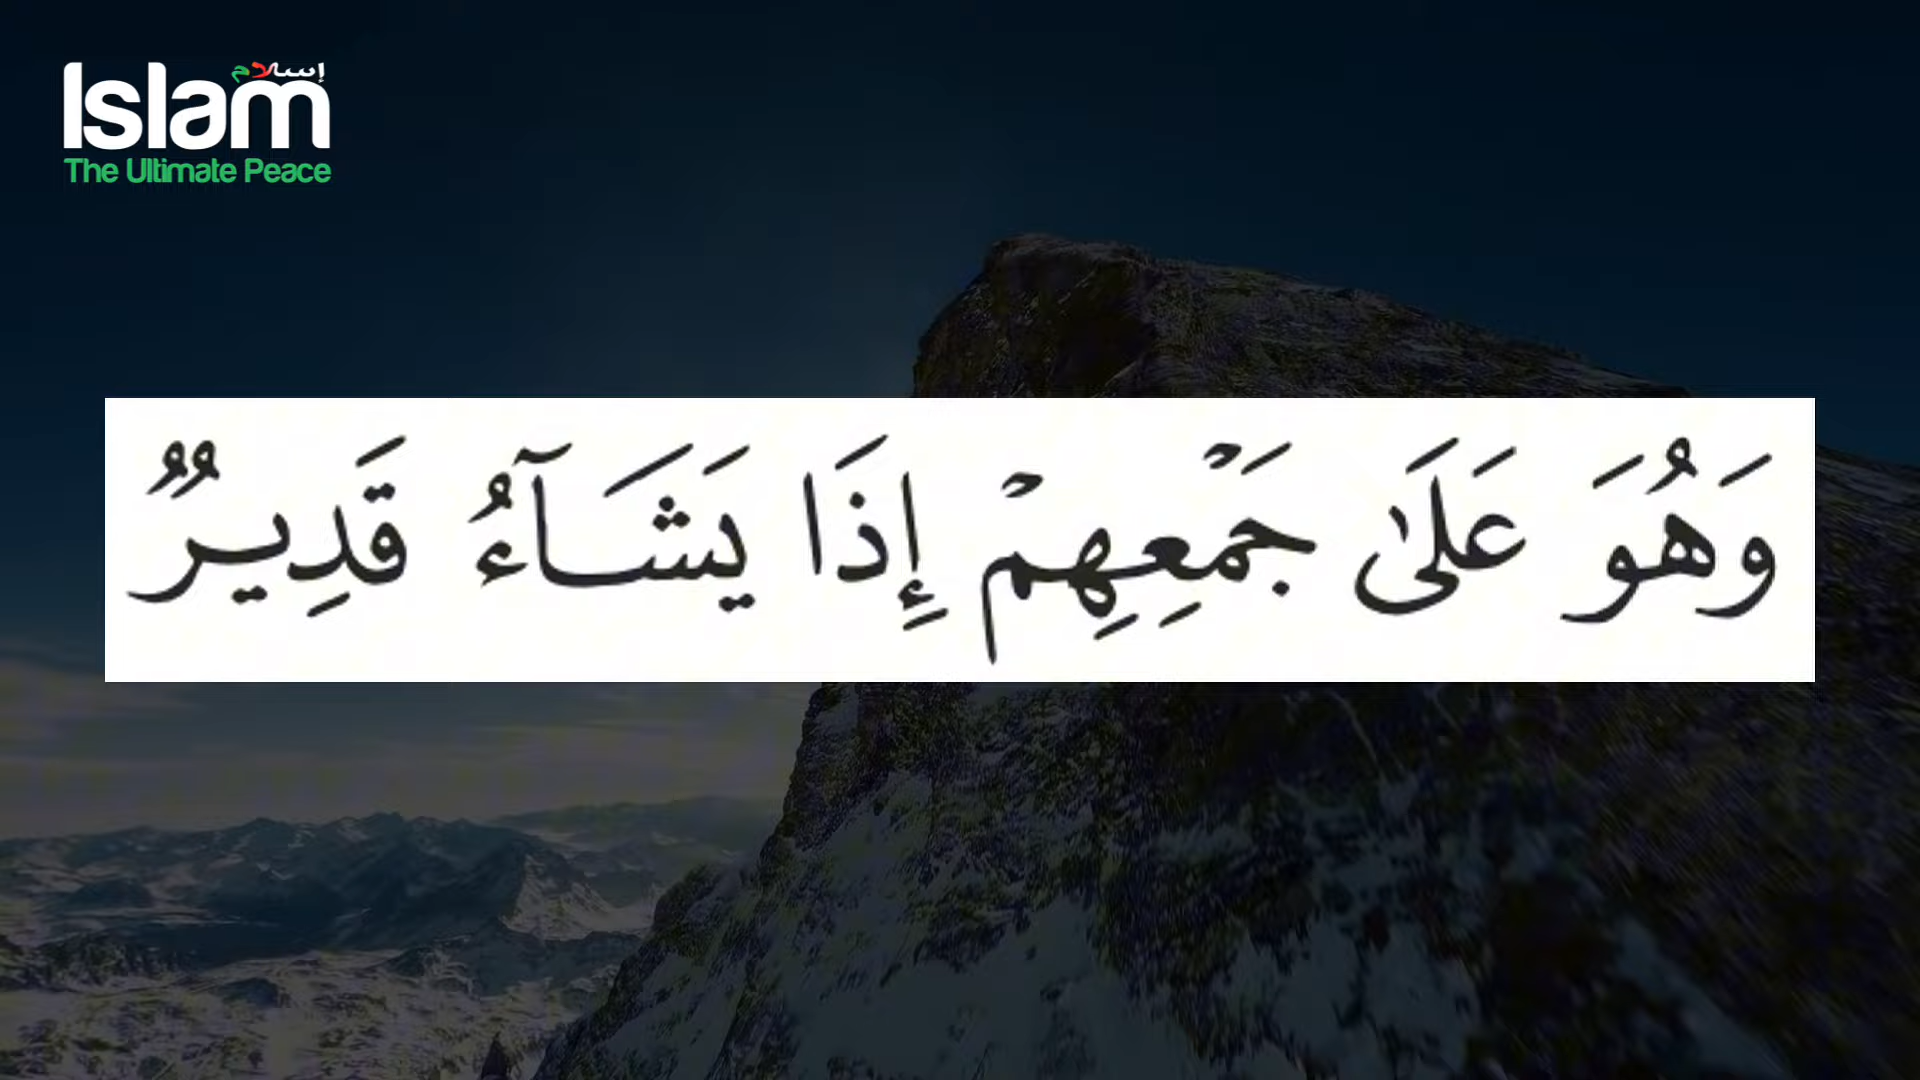 إسلام
Islam
The Ultimate Peace
وَهُوَ عَلَىٰ جَمْعِهِمْ إِذَا يَشَآءُ قَدِيرٌ